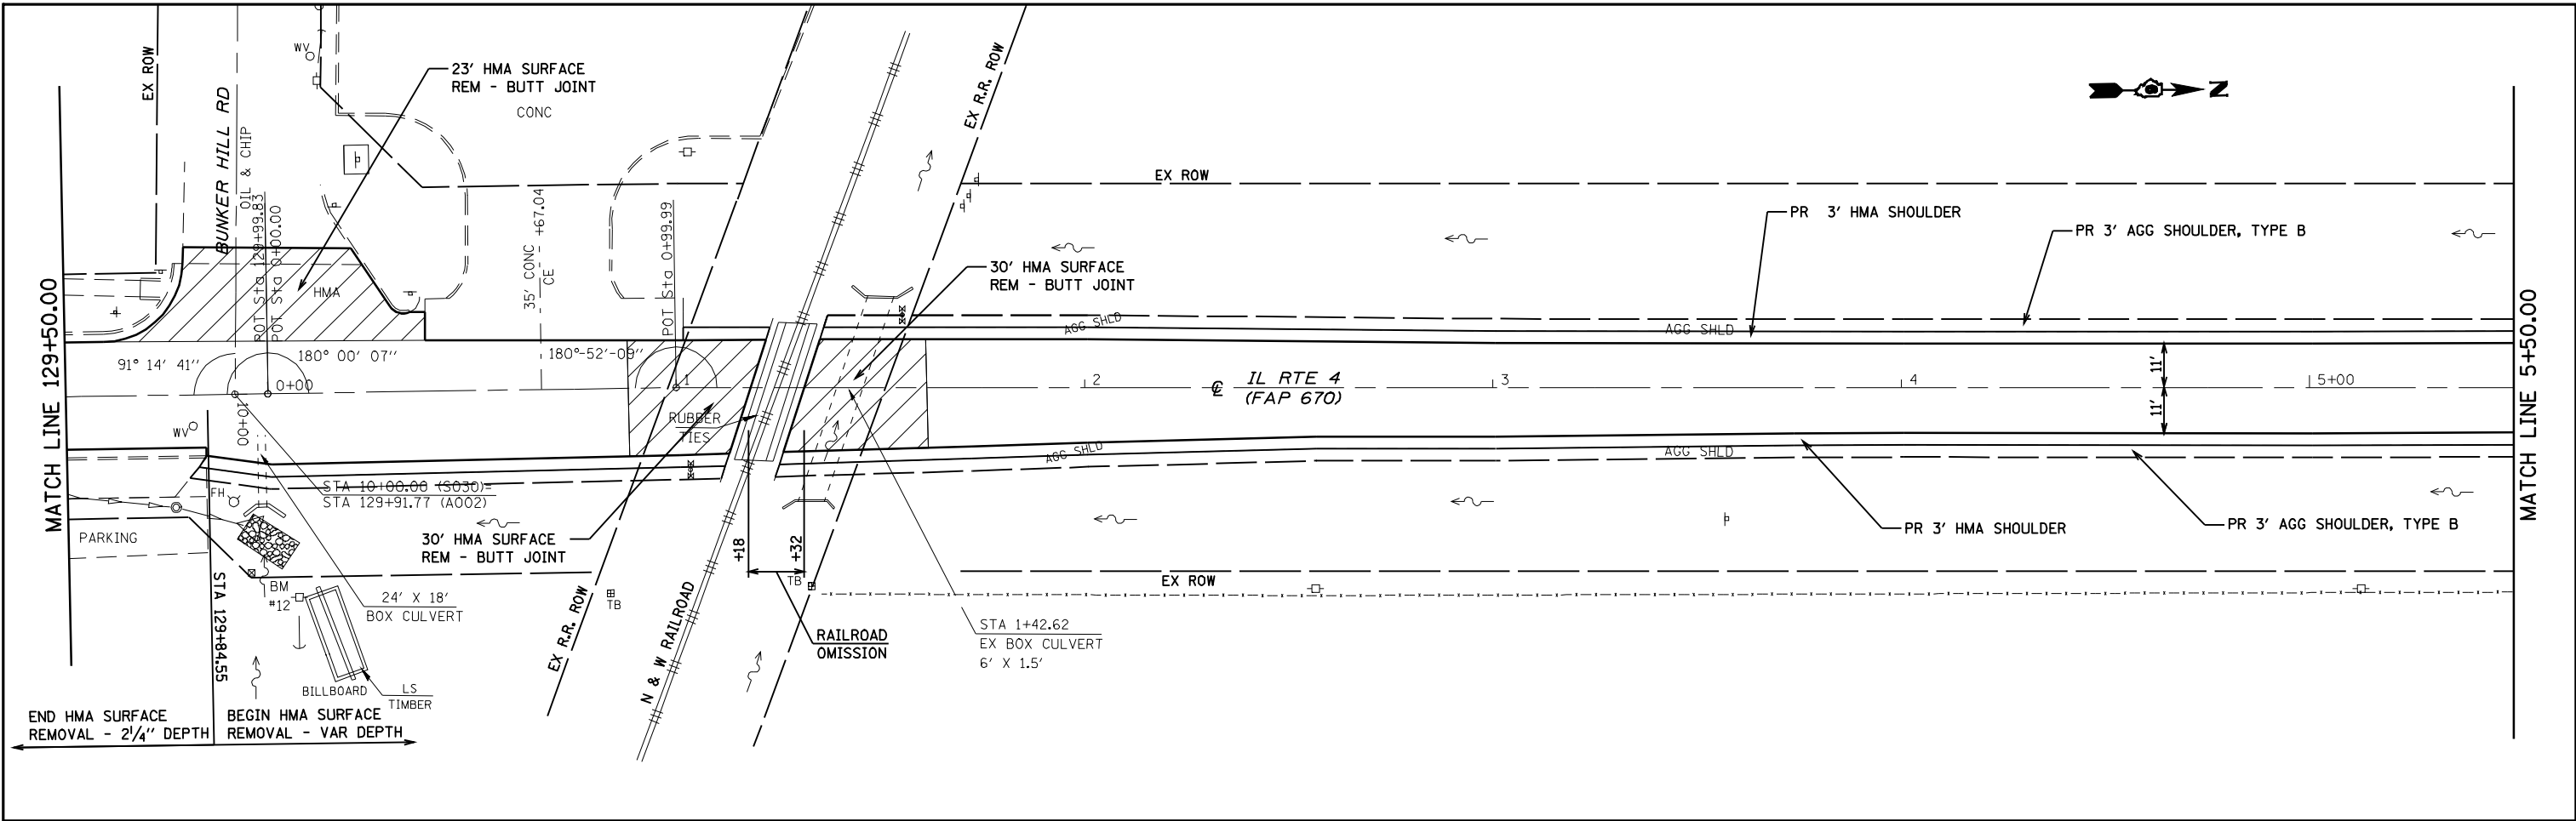 MATCH LINE 129+50.00
EX ROW
BUNKER HILL RD
OIL & CHIP
WV
23' HMA SURFACE
REM - BUTT JOINT
CONC
POT Sta 129+99.83
POT Sta 0+00.00
HMA
91° 14' 41"
180° 00' 07"
0+00
10+00
35' CONC
CE
+67.04
180°-52'-09"
POT Sta 0+99.99
1
RUBBER
TIES
EX R.R. ROW
30' HMA SURFACE
REM - BUTT JOINT
EX ROW
AGG SHLD
AGG SHLD
PR 3' HMA SHOULDER
PR 3' AGG SHOULDER, TYPE B
N
2
℄
IL RTE 4
(FAP 670)
3
4
5+00
11'
11'
MATCH LINE 5+50.00
WV
FH
STA 10+00.00 (S030)=
STA 129+91.77 (A002)
PARKING
BM
#12
STA 129+84.55
24' X 18'
BOX CULVERT
BILLBOARD
LS
TIMBER
30' HMA SURFACE
REM - BUTT JOINT
EX R.R. ROW
TB
N & W RAILROAD
+18
+32
TB
RAILROAD
OMISSION
STA 1+42.62
EX BOX CULVERT
6' X 1.5'
AGG SHLD
AGG SHLD
EX ROW
PR 3' HMA SHOULDER
PR 3' AGG SHOULDER, TYPE B
END HMA SURFACE
REMOVAL - 2¼" DEPTH
BEGIN HMA SURFACE
REMOVAL - VAR DEPTH